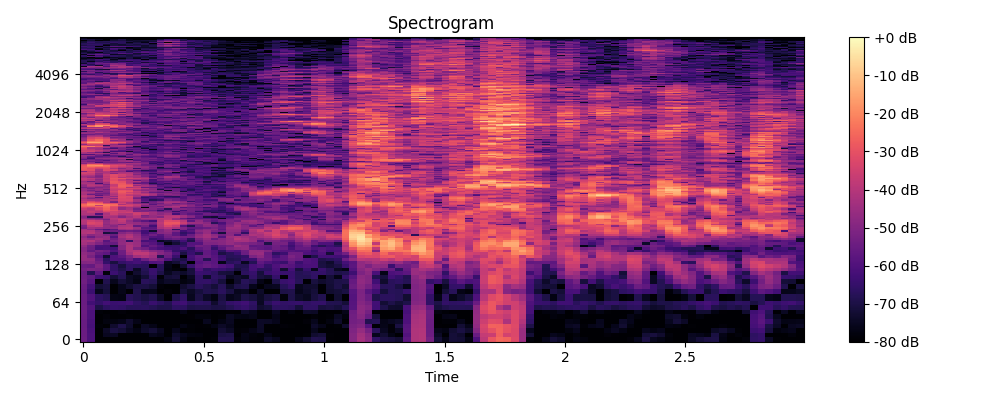 Spectrogram
Hz
4096
2048
1024
512
256
128
64
0
0
0.5
1
1.5
2
2.5
Time
+0 dB
-10 dB
-20 dB
-30 dB
-40 dB
-50 dB
-60 dB
-70 dB
-80 dB